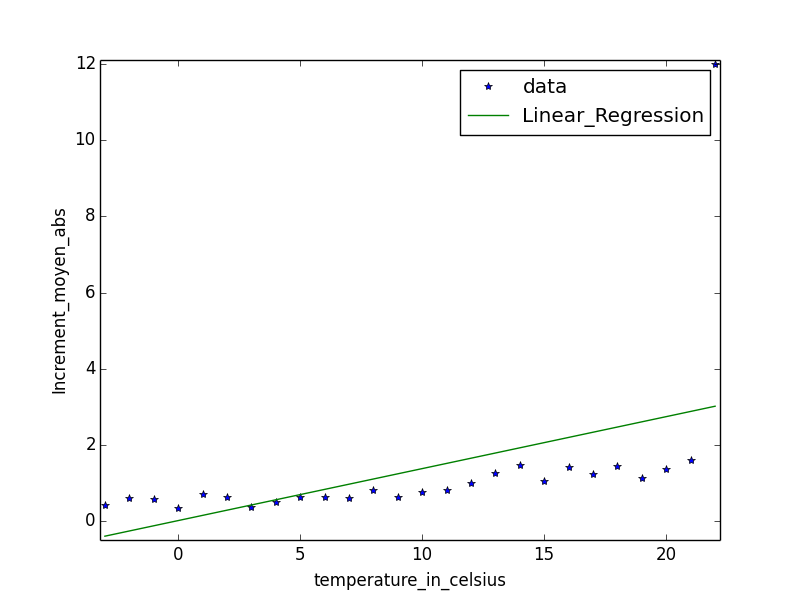 12
10
8
6
4
2
0
Increment_moyen_abs
data
Linear_Regression
0 5 10 15 20
temperature_in_celsius